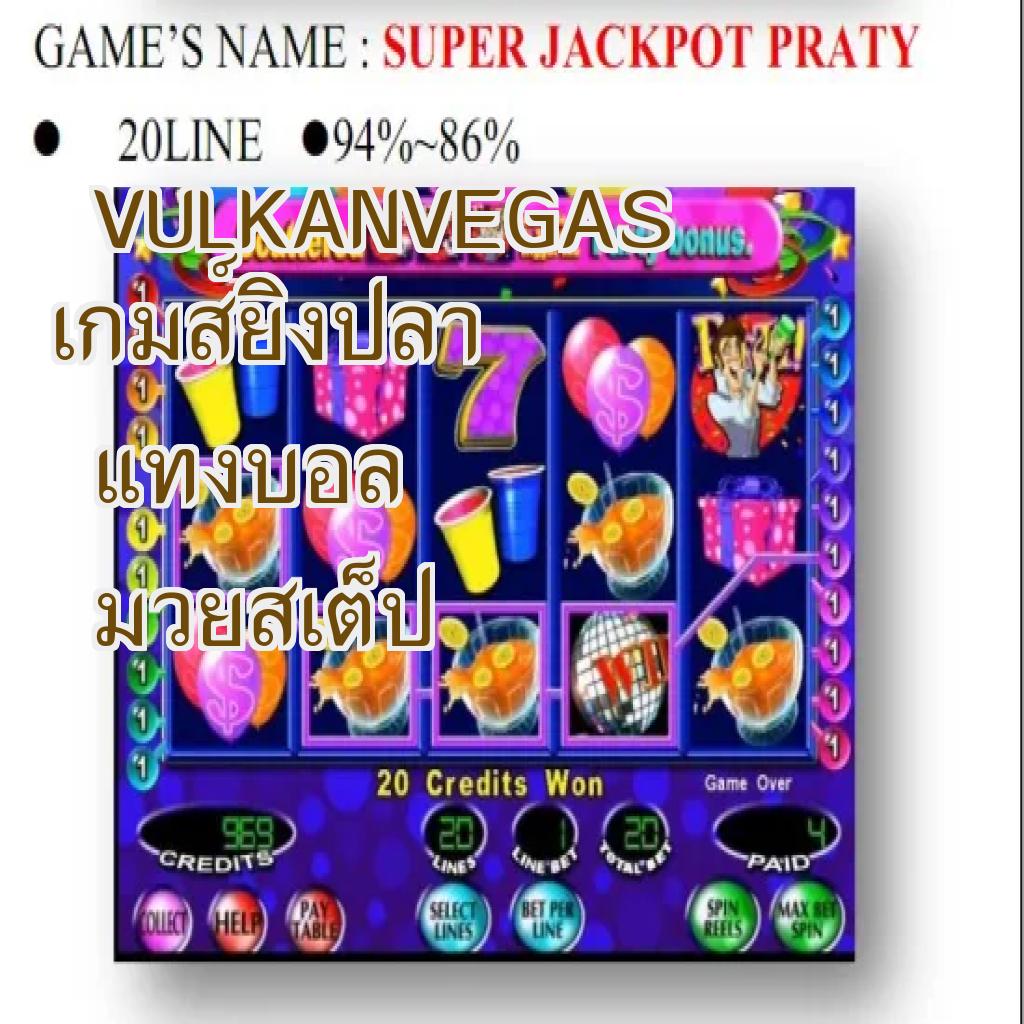 GAME'S NAME : SUPER JACKPOT PRATY
● 20LINE ●94%~86%
VULKANVEGAS
bonus.
เกมส์ยิงปลา
แทงบอล
มวยสเต็ป
20 Credits Won
Game Over
969 20 1 20 4
CREDITS LINES LINE BET TOTAL BET PAID
COLLECT HELP PAY TABLE SELECT LINES BET PER LINE SPIN REELS MAX BET SPIN